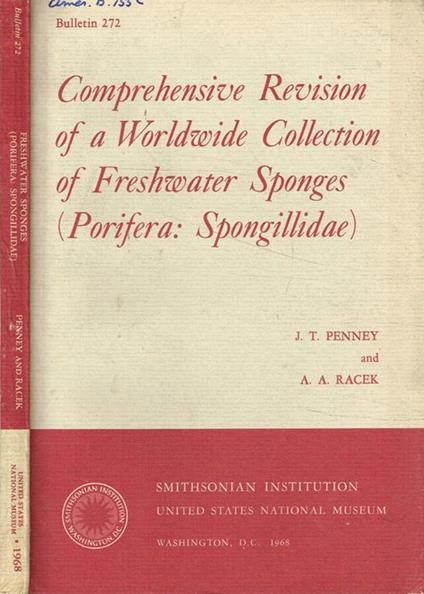 Bulletin 272
FRESHWATER SPONGES
(PORIFERA: SPONGILLIDAE)
PENNEY AND RACEK
UNITED STATES
NATIONAL MUSEUM • 1968
Bulletin 272
Comprehensive Revision
of a Worldwide Collection
of Freshwater Sponges
(Porifera: Spongillidae)
J. T. PENNEY
and
A. A. RACEK
SMITHSONIAN INSTITUTION
WASHINGTON, D.C.
SMITHSONIAN INSTITUTION
UNITED STATES NATIONAL MUSEUM
WASHINGTON, D.C. 1968